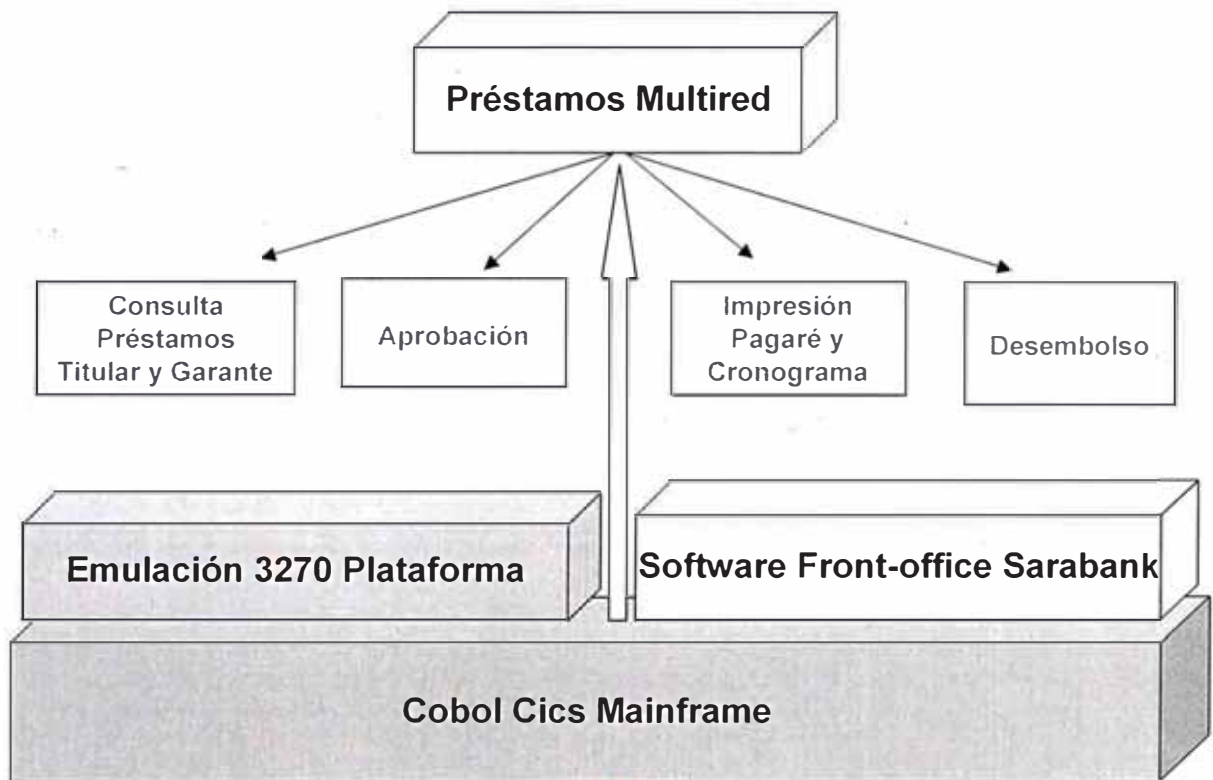 Préstamos Multired
Consulta
Préstamos
Titular y Garante
Aprobación
Impresión
Pagaré y
Cronograma
Desembolso
Emulación 3270 Plataforma
Software Front-office Sarabank
Cobol Cics Mainframe